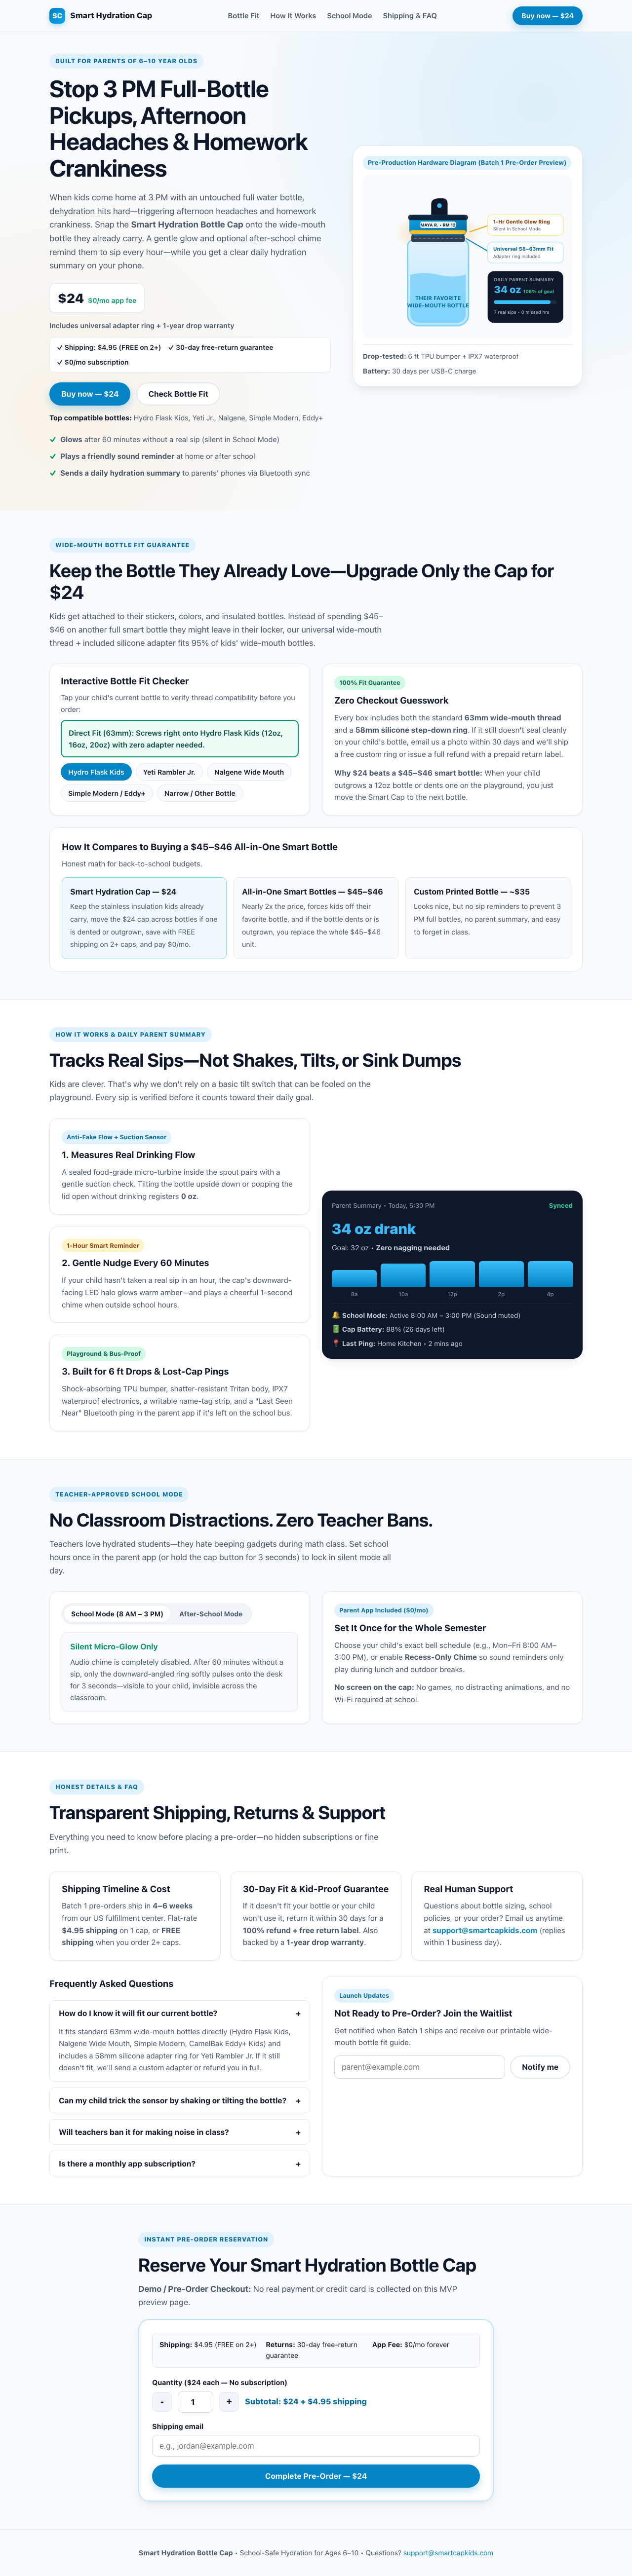 SC Smart Hydration Cap Bottle Fit How It Works School Mode Shipping & FAQ Buy now — $24
BUILT FOR PARENTS OF 6–10 YEAR OLDS
Stop 3 PM Full-Bottle
Pickups, Afternoon
Headaches & Homework
Crankiness
When kids come home at 3 PM with an untouched full water bottle,
dehydration hits hard—triggering afternoon headaches and homework
crankiness. Snap the Smart Hydration Bottle Cap onto the wide-mouth
bottle they already carry. A gentle glow and optional after-school chime
remind them to sip every hour—while you get a clear daily hydration
summary on your phone.
$24 $0/mo app fee
Includes universal adapter ring + 1-year drop warranty
✓ Shipping: $4.95 (FREE on 2+) ✓ 30-day free-return guarantee
✓ $0/mo subscription
Buy now — $24 Check Bottle Fit
Top compatible bottles: Hydro Flask Kids, Yeti Jr., Nalgene, Simple Modern, Eddy+
✓ Glows after 60 minutes without a real sip (silent in School Mode)
✓ Plays a friendly sound reminder at home or after school
✓ Sends a daily hydration summary to parents' phones via Bluetooth sync
Pre-Production Hardware Diagram (Batch 1 Pre-Order Preview)
MAYA B. • RM 12
1-Hr Gentle Glow Ring
Silent in School Mode
Universal 58–63mm Fit
Adapter ring included
THEIR FAVORITE
WIDE-MOUTH BOTTLE
DAILY PARENT SUMMARY
34 oz 106% of goal
7 real sips • 0 missed hrs
Drop-tested: 6 ft TPU bumper + IPX7 waterproof
Battery: 30 days per USB-C charge
WIDE-MOUTH BOTTLE FIT GUARANTEE
Keep the Bottle They Already Love—Upgrade Only the Cap for
$24
Kids get attached to their stickers, colors, and insulated bottles. Instead of spending $45–
$46 on another full smart bottle they might leave in their locker, our universal wide-mouth
thread + included silicone adapter fits 95% of kids' wide-mouth bottles.
Interactive Bottle Fit Checker
Tap your child's current bottle to verify thread compatibility before you
order:
Direct Fit (63mm): Screws right onto Hydro Flask Kids (12oz,
16oz, 20oz) with zero adapter needed.
Hydro Flask Kids Yeti Rambler Jr. Nalgene Wide Mouth
Simple Modern / Eddy+ Narrow / Other Bottle
100% Fit Guarantee
Zero Checkout Guesswork
Every box includes both the standard 63mm wide-mouth thread
and a 58mm silicone step-down ring. If it still doesn't seal cleanly
on your child's bottle, email us a photo within 30 days and we'll ship
a free custom ring or issue a full refund with a prepaid return label.
Why $24 beats a $45–$46 smart bottle: When your child
outgrows a 12oz bottle or dents one on the playground, you just
move the Smart Cap to the next bottle.
How It Compares to Buying a $45–$46 All-in-One Smart Bottle
Honest math for back-to-school budgets.
Smart Hydration Cap — $24
Keep the stainless insulated bottle kids already
carry, move the $24 cap across bottles if one
is dented or outgrown, save with FREE
shipping on 2+ caps, and pay $0/mo.
All-in-One Smart Bottles — $45–$46
Nearly 2x the price, forces kids off their
favorite bottle, and if the bottle dents or is
outgrown, you replace the whole $45–$46
unit.
Custom Printed Bottle — ~$35
Looks nice, but no sip reminders to prevent 3
PM full bottles, no parent summary, and easy
to forget in class.
HOW IT WORKS & DAILY PARENT SUMMARY
Tracks Real Sips—Not Shakes, Tilts, or Sink Dumps
Kids are clever. That's why we don't rely on a basic tilt switch that can be fooled on the
playground. Every sip is verified before it counts toward their daily goal.
Anti-Fake Flow + Suction Sensor
1. Measures Real Drinking Flow
A sealed food-grade micro-turbine inside the spout pairs with a
gentle suction check. Tilting the bottle upside down or popping the
lid open without drinking registers 0 oz.
1-Hour Smart Reminder
2. Gentle Nudge Every 60 Minutes
If your child hasn't taken a real sip in an hour, the cap's downward-
facing LED halo glows warm amber—and plays a cheerful 1-second
chime when outside school hours.
Playground & Bus-Proof
3. Built for 6 ft Drops & Lost-Cap Pings
Shock-absorbing TPU bumper, shatter-resistant Tritan body, IPX7
waterproof electronics, a writable name-tag strip, and a "Last Seen
Near" Bluetooth ping in the parent app if it's left on the school bus.
Parent Summary • Today, 5:30 PM Synced
34 oz drank
Goal: 32 oz • Zero nagging needed
8a 10a 12p 2p 4p
🔔 School Mode: Active 8:00 AM – 3:00 PM (Sound muted)
🔋 Cap Battery: 88% (26 days left)
📍 Last Ping: Home Kitchen • 2 mins ago
TEACHER-APPROVED SCHOOL MODE
No Classroom Distractions. Zero Teacher Bans.
Teachers love hydrated students—they hate beeping gadgets during math class. Set school
hours once in the parent app (or hold the cap button for 3 seconds) to lock in silent mode all
day.
School Mode (8 AM – 3 PM) After-School Mode
Silent Micro-Glow Only
Audio chime is completely disabled. After 60 minutes without a
sip, only the downward-angled ring softly pulses onto the desk
for 3 seconds—visible to your child, invisible across the
classroom.
Parent App Included ($0/mo)
Set It Once for the Whole Semester
Choose your child's exact bell schedule (e.g., Mon–Fri 8:00 AM–
3:00 PM), or enable Recess-Only Chime so sound reminders only
play during lunch and outdoor breaks.
No screen on the cap: No games, no distracting animations, and no
Wi-Fi required at school.
HONEST DETAILS & FAQ
Transparent Shipping, Returns & Support
Everything you need to know before placing a pre-order—no hidden subscriptions or fine
print.
Shipping Timeline & Cost
Batch 1 pre-orders ship in 4–6 weeks
from our US fulfillment center. Flat-rate
$4.95 shipping on 1 cap, or FREE
shipping when you order 2+ caps.
30-Day Fit & Kid-Proof Guarantee
If it doesn't fit your bottle or your child
won't use it, return it within 30 days for a
100% refund + free return label. Also
backed by a 1-year drop warranty.
Real Human Support
Questions about bottle sizing, school
policies, or your order? Email us anytime
at support@smartcapkids.com (replies
within 1 business day).
Frequently Asked Questions
How do I know it will fit our current bottle? +
It fits standard 63mm wide-mouth bottles directly (Hydro Flask Kids,
Nalgene Wide Mouth, Simple Modern, CamelBak Eddy+ Kids) and
includes a 58mm silicone adapter ring for Yeti Rambler Jr. If it still
doesn't fit, we'll send a custom adapter or refund you in full.
Can my child trick the sensor by shaking or tilting the bottle? +
Will teachers ban it for making noise in class? +
Is there a monthly app subscription? +
Launch Updates
Not Ready to Pre-Order? Join the Waitlist
Get notified when Batch 1 ships and receive our printable wide-
mouth bottle fit guide.
parent@example.com Notify me
INSTANT PRE-ORDER RESERVATION
Reserve Your Smart Hydration Bottle Cap
Demo / Pre-Order Checkout: No real payment or credit card is collected on this MVP
preview page.
Shipping: $4.95 (FREE on 2+) Returns: 30-day free-return App Fee: $0/mo forever
guarantee
Quantity ($24 each — No subscription)
- 1 + Subtotal: $24 + $4.95 shipping
Shipping email
e.g., jordan@example.com
Complete Pre-Order — $24
Smart Hydration Bottle Cap • School-Safe Hydration for Ages 6–10 • Questions? support@smartcapkids.com